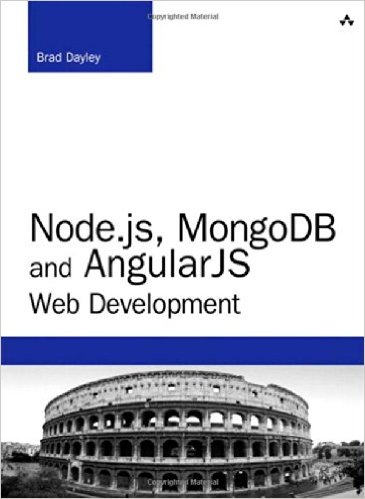 Copyrighted Material
Brad Dayley
Node.js, MongoDB
and AngularJS
Web Development
Copyrighted Material